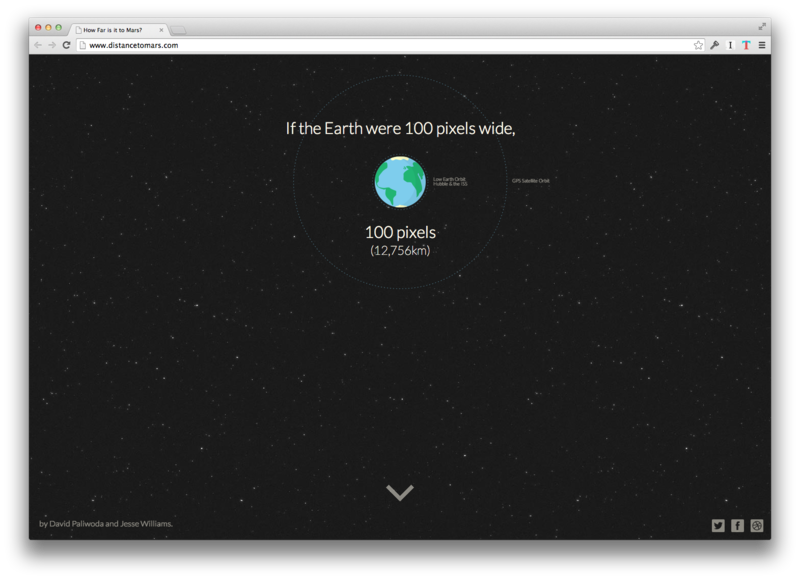 How Far is it to Mars?
www.distancetomars.com
If the Earth were 100 pixels wide,
Low Earth Orbit
Hubble & the ISS
GPS Satellite Orbit
100 pixels
(12,756km)
by David Paliwoda and Jesse Williams.